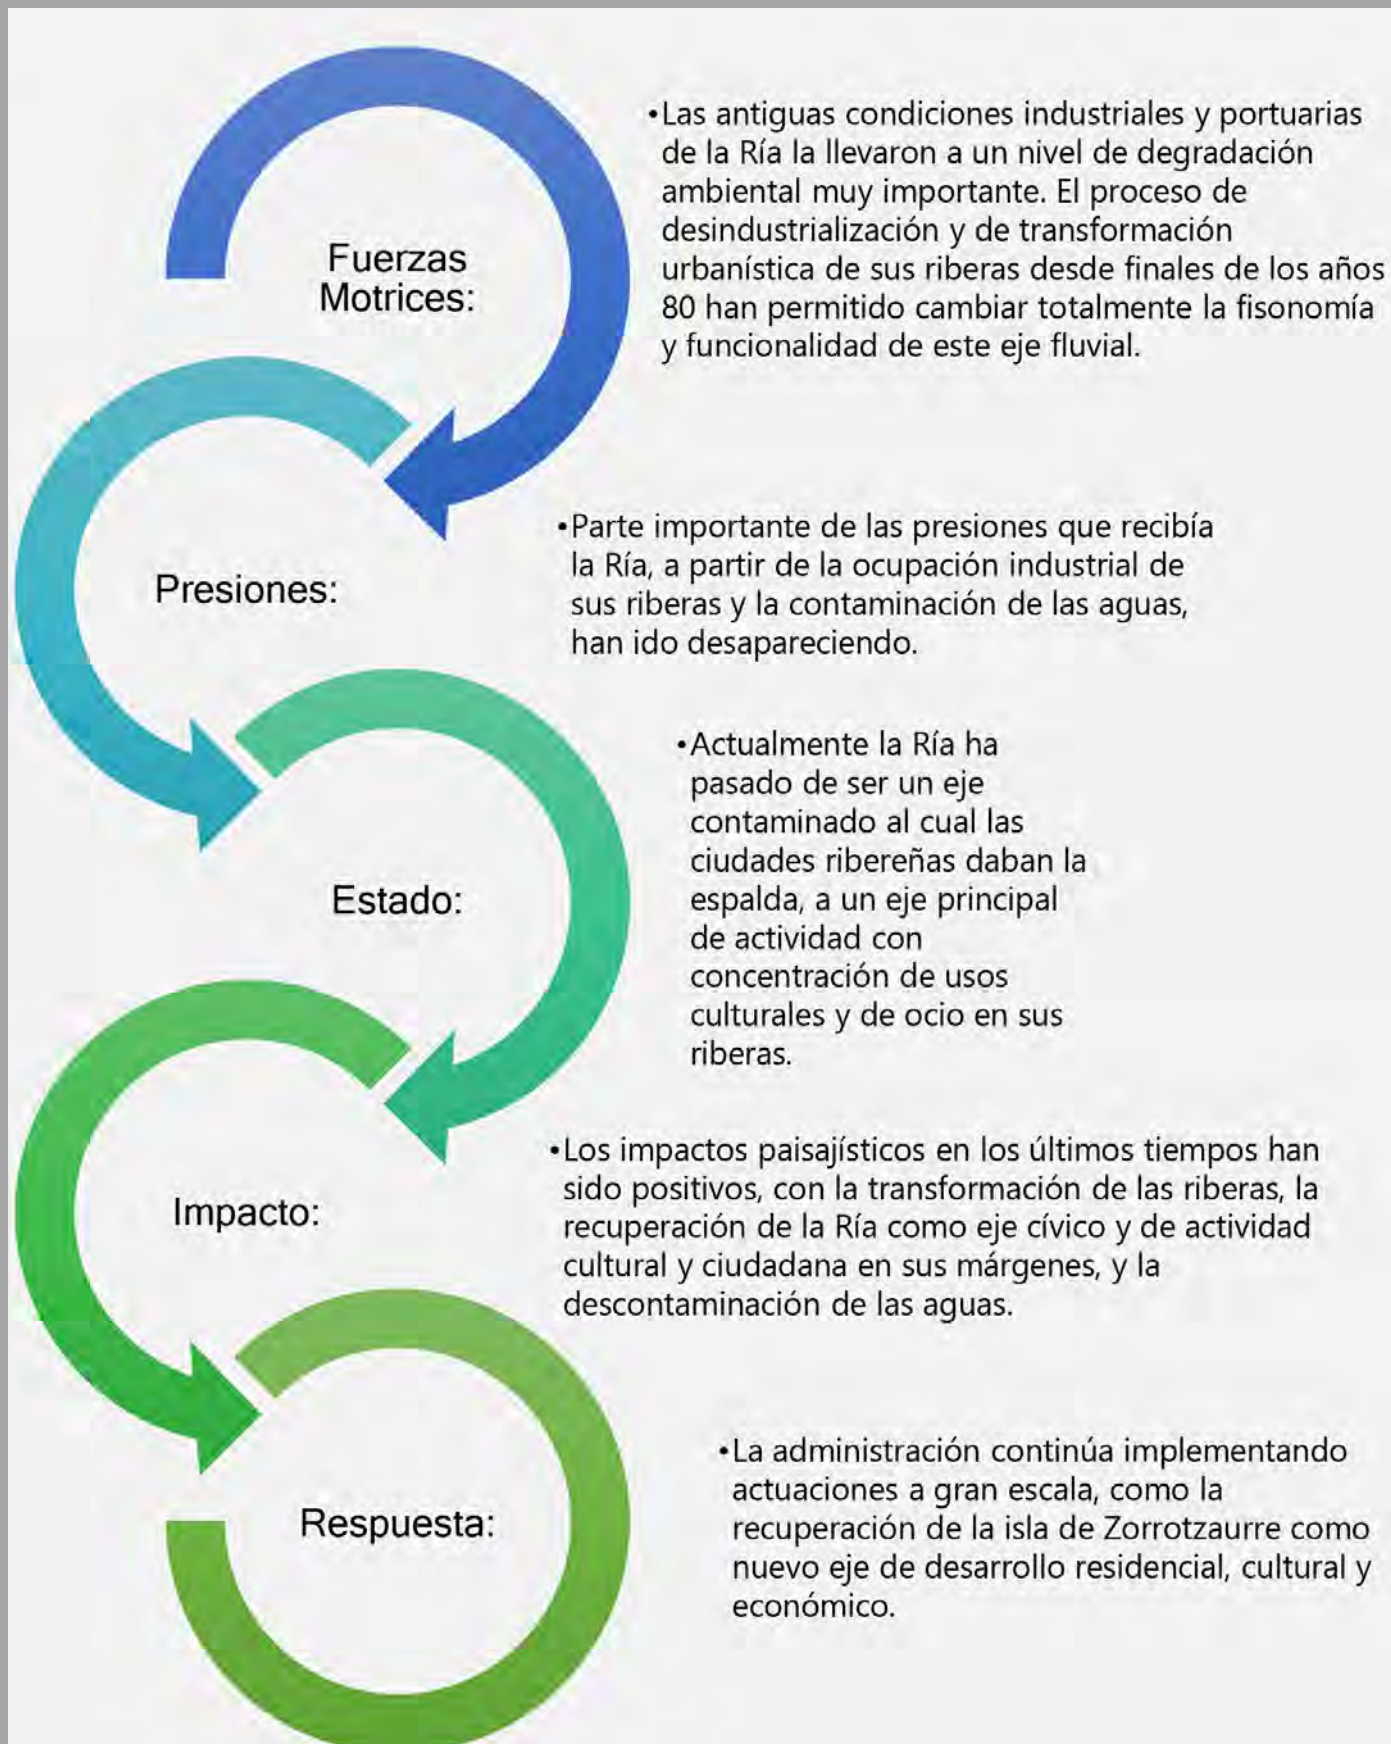 Fuerzas
Motrices:
•Las antiguas condiciones industriales y portuarias
de la Ría la llevaron a un nivel de degradación
ambiental muy importante. El proceso de
desindustrialización y de transformación
urbanística de sus riberas desde finales de los años
80 han permitido cambiar totalmente la fisonomía
y funcionalidad de este eje fluvial.
Presiones:
•Parte importante de las presiones que recibía
la Ría, a partir de la ocupación industrial de
sus riberas y la contaminación de las aguas,
han ido desapareciendo.
Estado:
•Actualmente la Ría ha
pasado de ser un eje
contaminado al cual las
ciudades ribereñas daban la
espalda, a un eje principal
de actividad con
concentración de usos
culturales y de ocio en sus
riberas.
Impacto:
•Los impactos paisajísticos en los últimos tiempos han
sido positivos, con la transformación de las riberas, la
recuperación de la Ría como eje cívico y de actividad
cultural y ciudadana en sus márgenes, y la
descontaminación de las aguas.
Respuesta:
•La administración continúa implementando
actuaciones a gran escala, como la
recuperación de la isla de Zorrotzaurre como
nuevo eje de desarrollo residencial, cultural y
económico.